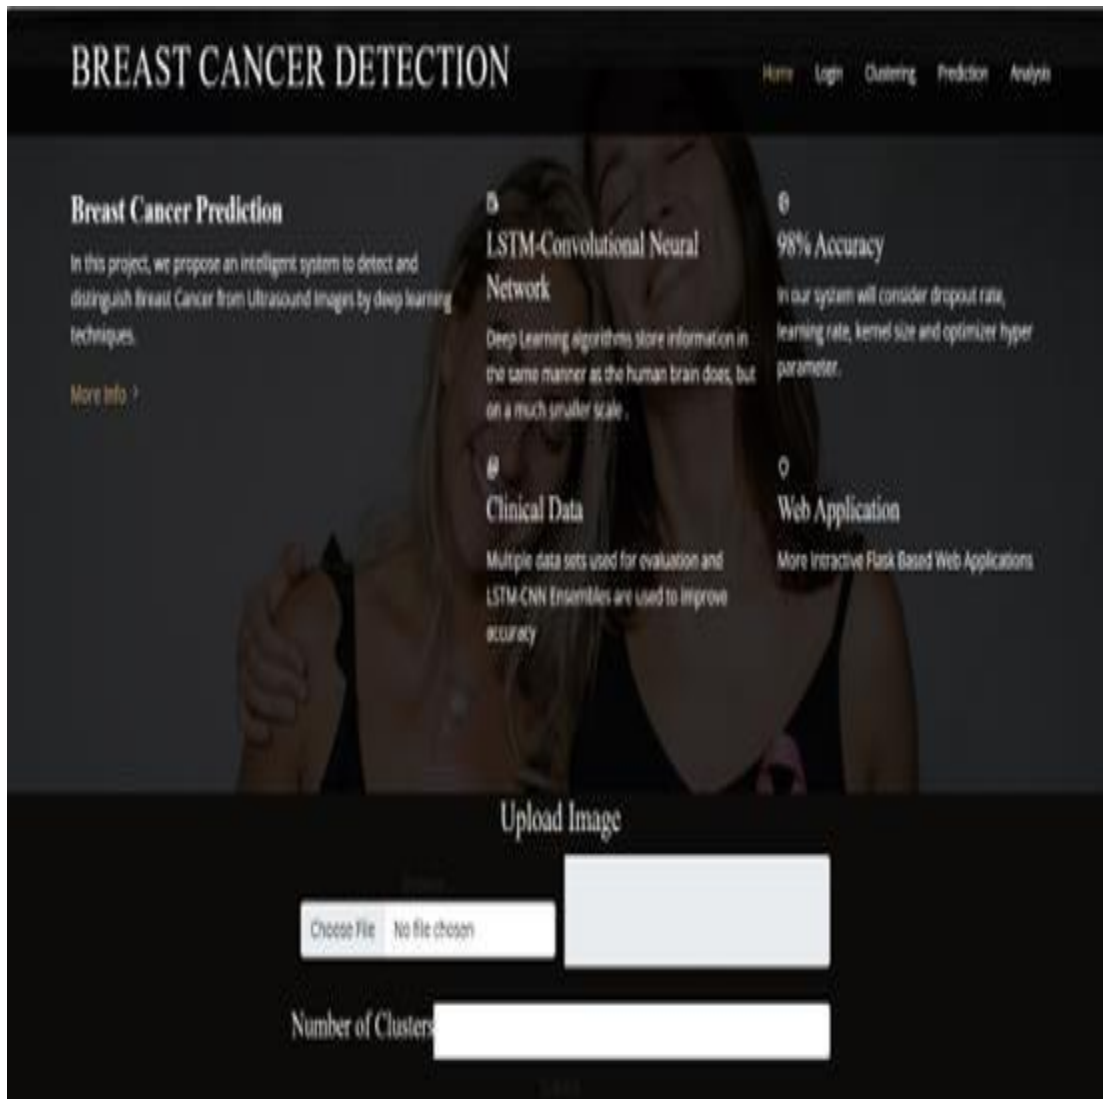 BREAST CANCER DETECTION
Home Login Clustering Prediction Analysis
Breast Cancer Prediction
In this project, we propose an intelligent system to detect and
distinguish Breast Cancer from Ultrasound Images by deep learning
techniques.
More Info
LSTM-Convolutional Neural
Network
Deep Learning algorithms store information in
the same manner as the human brain does, but
on a much smaller scale .
98% Accuracy
In our system will consider dropout rate,
learning rate, kernel size and optimizer hyper
parameter.
Clinical Data
Multiple data sets used for evaluation and
LSTM-CNN Ensembles are used to improve
accuracy
Web Application
More Intractive Flask Based Web Applications
Upload Image
Choose File No file chosen
Number of Clusters